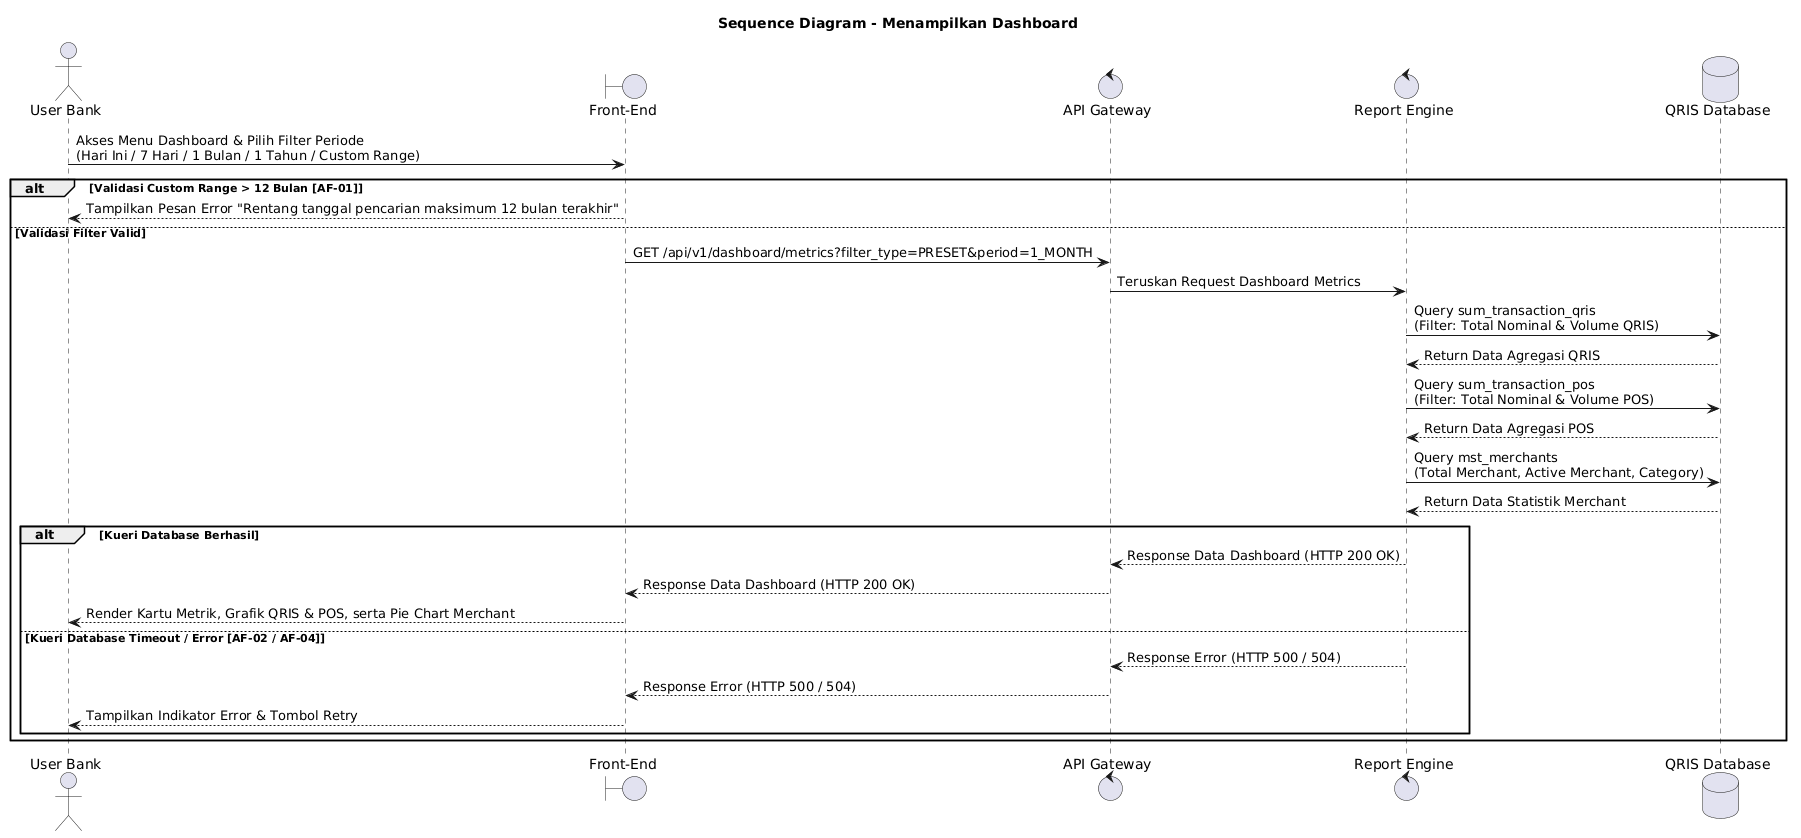 Sequence Diagram - Menampilkan Dashboard
User Bank
Front-End
API Gateway
Report Engine
QRIS Database
Akses Menu Dashboard & Pilih Filter Periode
(Hari Ini / 7 Hari / 1 Bulan / 1 Tahun / Custom Range)
alt
[Validasi Custom Range > 12 Bulan [AF-01]]
Tampilkan Pesan Error "Rentang tanggal pencarian maksimum 12 bulan terakhir"
[Validasi Filter Valid]
GET /api/v1/dashboard/metrics?filter_type=PRESET&period=1_MONTH
Teruskan Request Dashboard Metrics
Query sum_transaction_qris
(Filter: Total Nominal & Volume QRIS)
Return Data Agregasi QRIS
Query sum_transaction_pos
(Filter: Total Nominal & Volume POS)
Return Data Agregasi POS
Query mst_merchants
(Total Merchant, Active Merchant, Category)
Return Data Statistik Merchant
alt
[Kueri Database Berhasil]
Response Data Dashboard (HTTP 200 OK)
Response Data Dashboard (HTTP 200 OK)
Render Kartu Metrik, Grafik QRIS & POS, serta Pie Chart Merchant
[Kueri Database Timeout / Error [AF-02 / AF-04]]
Response Error (HTTP 500 / 504)
Response Error (HTTP 500 / 504)
Tampilkan Indikator Error & Tombol Retry
User Bank
Front-End
API Gateway
Report Engine
QRIS Database